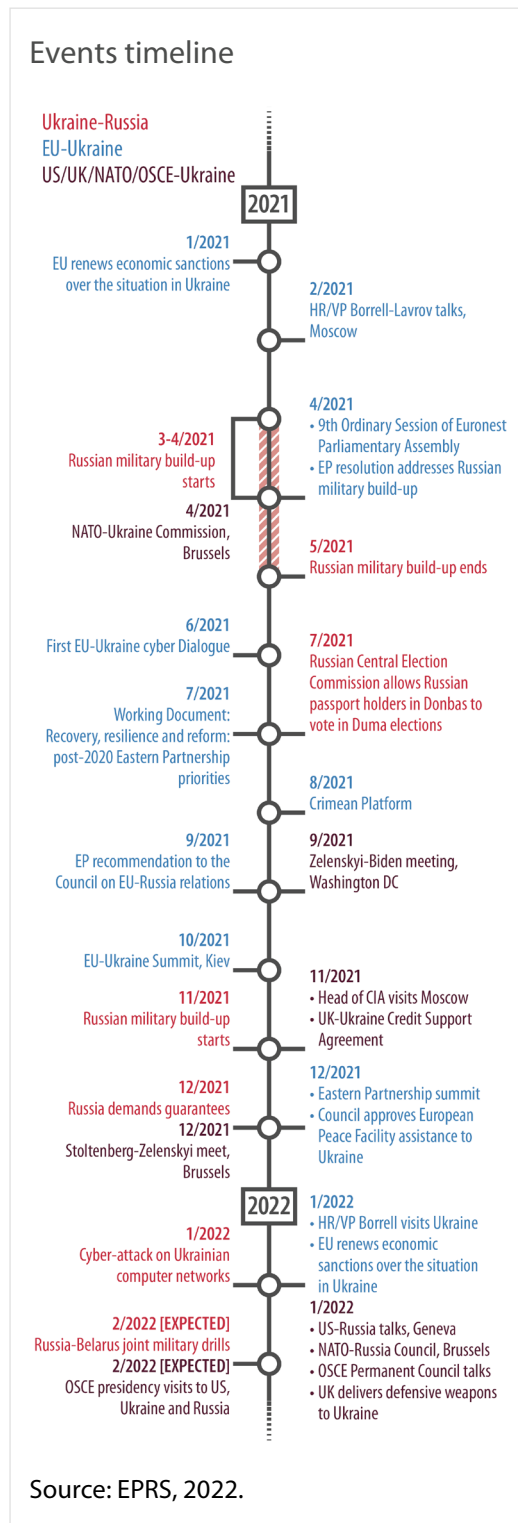 Events timeline
Ukraine-Russia
EU-Ukraine
US/UK/NATO/OSCE-Ukraine
2021
1/2021
EU renews economic sanctions
over the situation in Ukraine
2/2021
HR/VP Borrell-Lavrov talks,
Moscow
3-4/2021
Russian military build-up
starts
4/2021
• 9th Ordinary Session of Euronest
Parliamentary Assembly
• EP resolution addresses Russian
military build-up
4/2021
NATO-Ukraine Commission,
Brussels
5/2021
Russian military build-up ends
6/2021
First EU-Ukraine cyber Dialogue
7/2021
Russian Central Election
Commission allows Russian
passport holders in Donbas to
vote in Duma elections
7/2021
Working Document:
Recovery, resilience and reform:
post-2020 Eastern Partnership
priorities
8/2021
Crimean Platform
9/2021
EP recommendation to the
Council on EU-Russia relations
9/2021
Zelenskyi-Biden meeting,
Washington DC
10/2021
EU-Ukraine Summit, Kiev
11/2021
Russian military build-up
starts
11/2021
• Head of CIA visits Moscow
• UK-Ukraine Credit Support
Agreement
12/2021
Russia demands guarantees
12/2021
Stoltenberg-Zelenskyi meet,
Brussels
12/2021
• Eastern Partnership summit
• Council approves European
Peace Facility assistance to
Ukraine
2022
1/2022
Cyber-attack on Ukrainian
computer networks
1/2022
• HR/VP Borrell visits Ukraine
• EU renews economic
sanctions over the situation
in Ukraine
1/2022
• US-Russia talks, Geneva
• NATO-Russia Council, Brussels
• OSCE Permanent Council talks
• UK delivers defensive weapons
to Ukraine
2/2022 [EXPECTED]
Russia-Belarus joint military drills
2/2022 [EXPECTED]
OSCE presidency visits to US,
Ukraine and Russia
Source: EPRS, 2022.